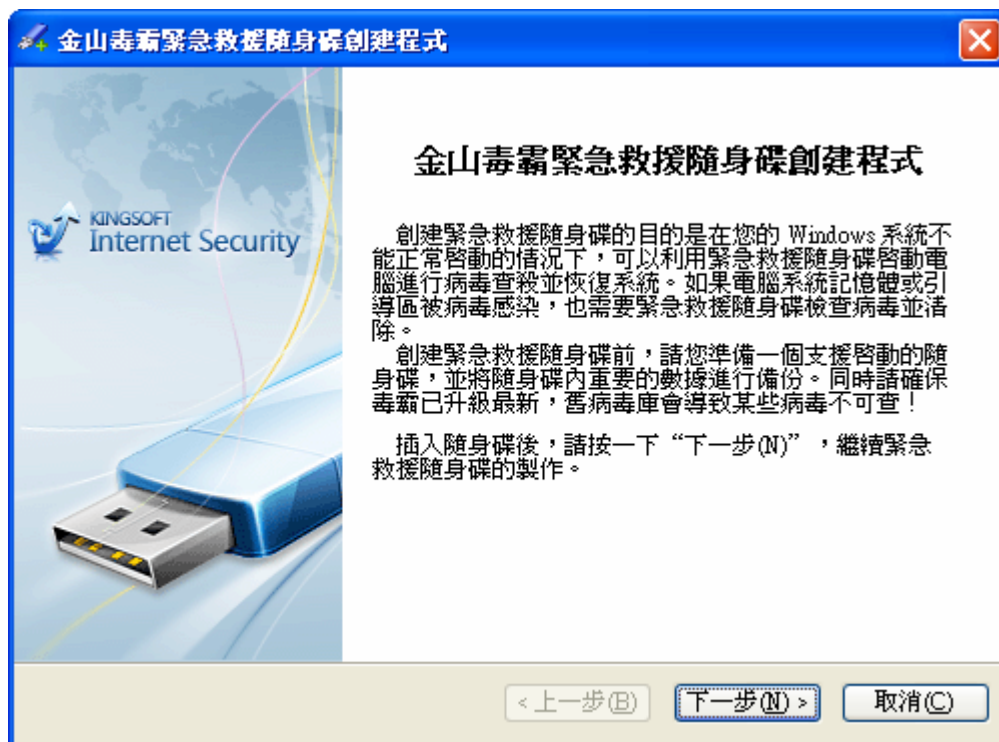 金山毒霸緊急救援隨身碟創建程式
KINGSOFT
Internet Security
金山毒霸緊急救援隨身碟創建程式
創建緊急救援隨身碟的目的是在您的 Windows 系統不
能正常啓動的情況下，可以利用緊急救援隨身碟啓動電
腦進行病毒查殺並恢復系統。如果電腦系統記憶體或引
導區被病毒感染，也需要緊急救援隨身碟檢查病毒並清
除。
創建緊急救援隨身碟前，請您準備一個支援啓動的隨
身碟，並將隨身碟內重要的數據進行備份。同時請確保
毒霸已升級最新，舊病毒庫會導致某些病毒不可查！
插入隨身碟後，請按一下“下一步(N)”，繼續緊急
救援隨身碟的製作。
<上一步(B)
下一步(N)>
取消(C)